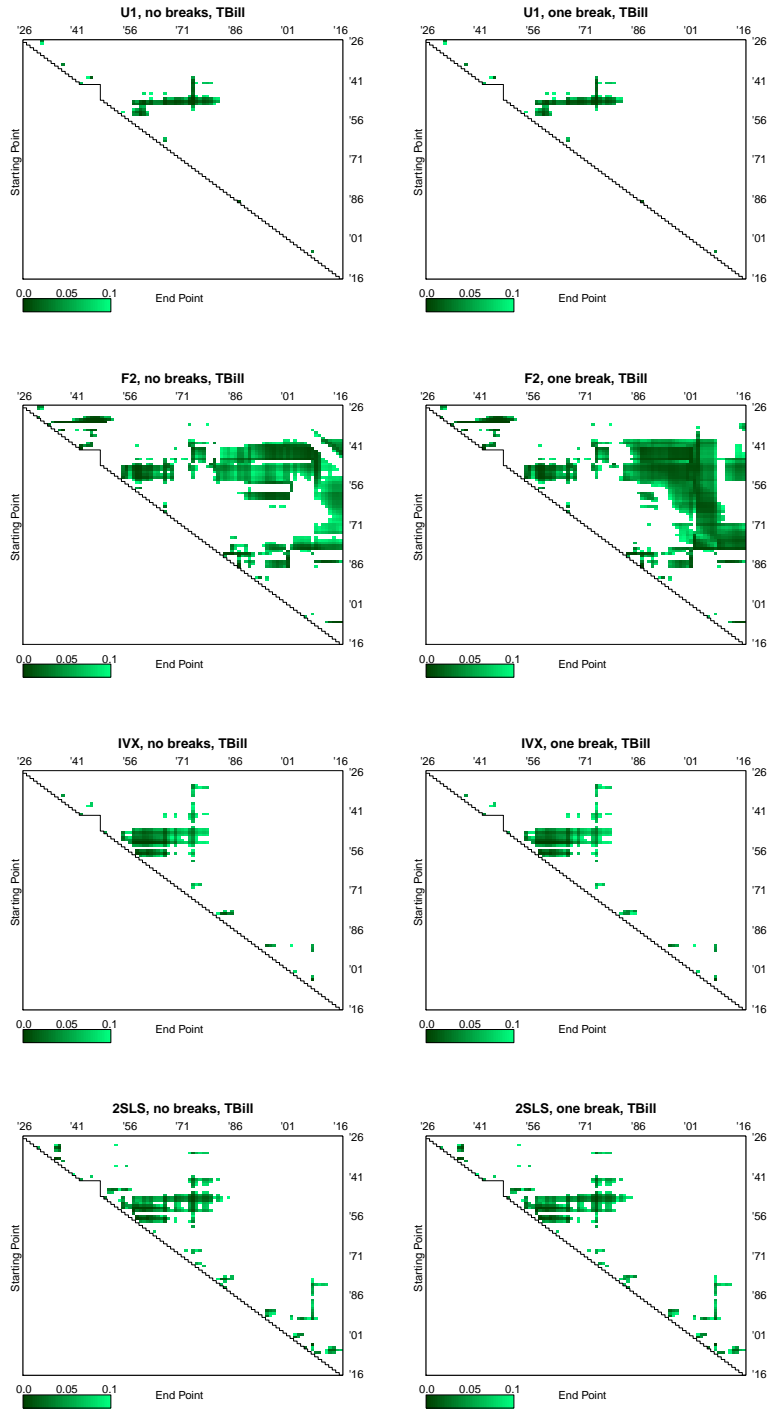 U1, no breaks, TBill
'26 '41 '56 '71 '86 '01 '16
'26
'41
'56
'71
'86
'01
'16
Starting Point
0.0 0.05 0.1
End Point
U1, one break, TBill
'26 '41 '56 '71 '86 '01 '16
'26
'41
'56
'71
'86
'01
'16
Starting Point
0.0 0.05 0.1
End Point
F2, no breaks, TBill
'26 '41 '56 '71 '86 '01 '16
'26
'41
'56
'71
'86
'01
'16
Starting Point
0.0 0.05 0.1
End Point
F2, one break, TBill
'26 '41 '56 '71 '86 '01 '16
'26
'41
'56
'71
'86
'01
'16
Starting Point
0.0 0.05 0.1
End Point
IVX, no breaks, TBill
'26 '41 '56 '71 '86 '01 '16
'26
'41
'56
'71
'86
'01
'16
Starting Point
0.0 0.05 0.1
End Point
IVX, one break, TBill
'26 '41 '56 '71 '86 '01 '16
'26
'41
'56
'71
'86
'01
'16
Starting Point
0.0 0.05 0.1
End Point
2SLS, no breaks, TBill
'26 '41 '56 '71 '86 '01 '16
'26
'41
'56
'71
'86
'01
'16
Starting Point
0.0 0.05 0.1
End Point
2SLS, one break, TBill
'26 '41 '56 '71 '86 '01 '16
'26
'41
'56
'71
'86
'01
'16
Starting Point
0.0 0.05 0.1
End Point